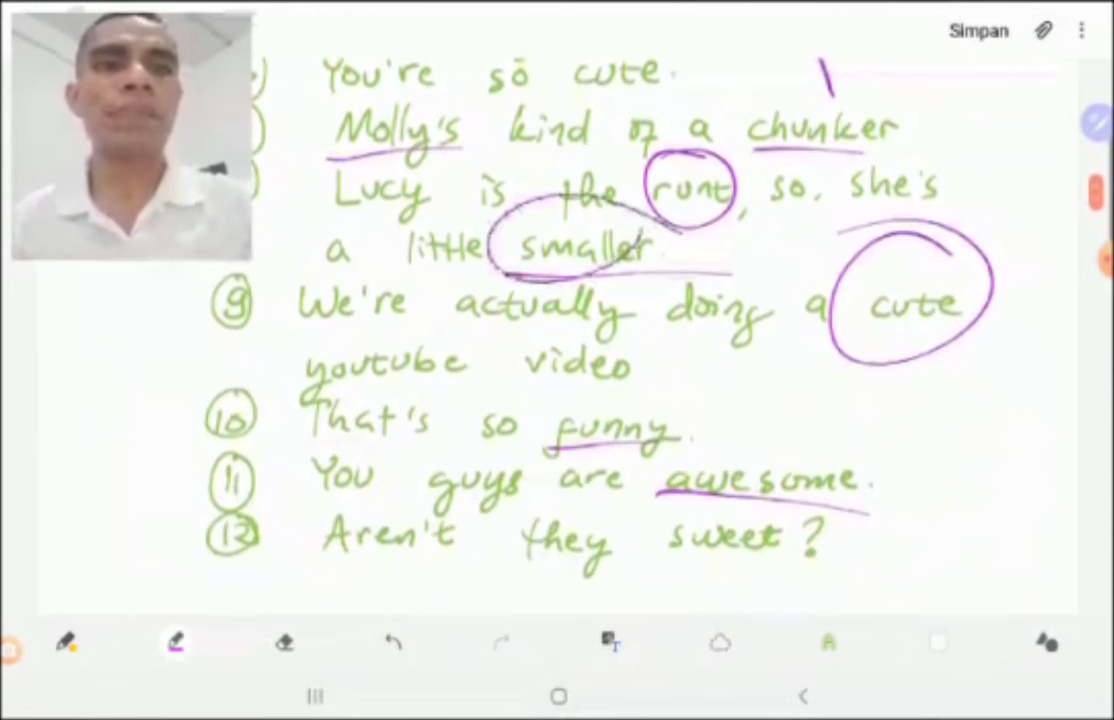 Simpan
You're so cute.
Molly's kind of a chunker
Lucy is the runt, so. she's
a little smaller.
9 We're actually doing a cute
youtube video
10 That's so funny.
11 You guys are awesome.
12 Aren't they sweet?